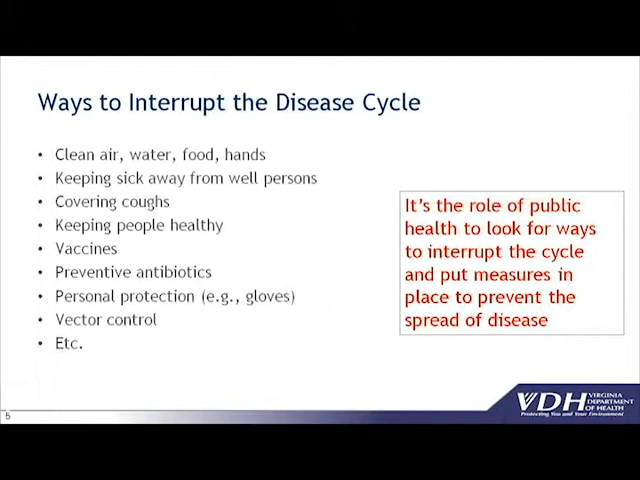 Ways to Interrupt the Disease Cycle
• Clean air, water, food, hands
• Keeping sick away from well persons
• Covering coughs
• Keeping people healthy
• Vaccines
• Preventive antibiotics
• Personal protection (e.g., gloves)
• Vector control
• Etc.
It's the role of public
health to look for ways
to interrupt the cycle
and put measures in
place to prevent the
spread of disease
5
VDH
VIRGINIA
DEPARTMENT
OF HEALTH
Protecting You and Your Environment